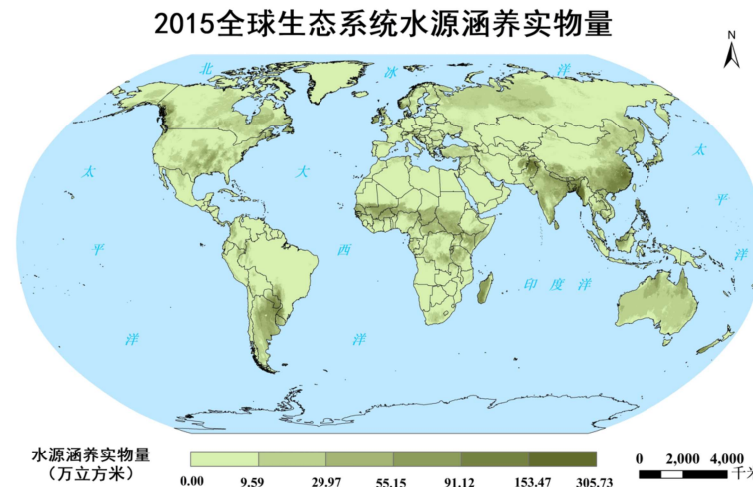 2015全球生态系统水源涵养实物量
N
北 冰 洋
太 大 太
平 西 平
印 度 洋 洋
洋 洋
水源涵养实物量
（万立方米）
0.00 9.59 29.97 55.15 91.12 153.47 305.73
0 2,000 4,000
千米